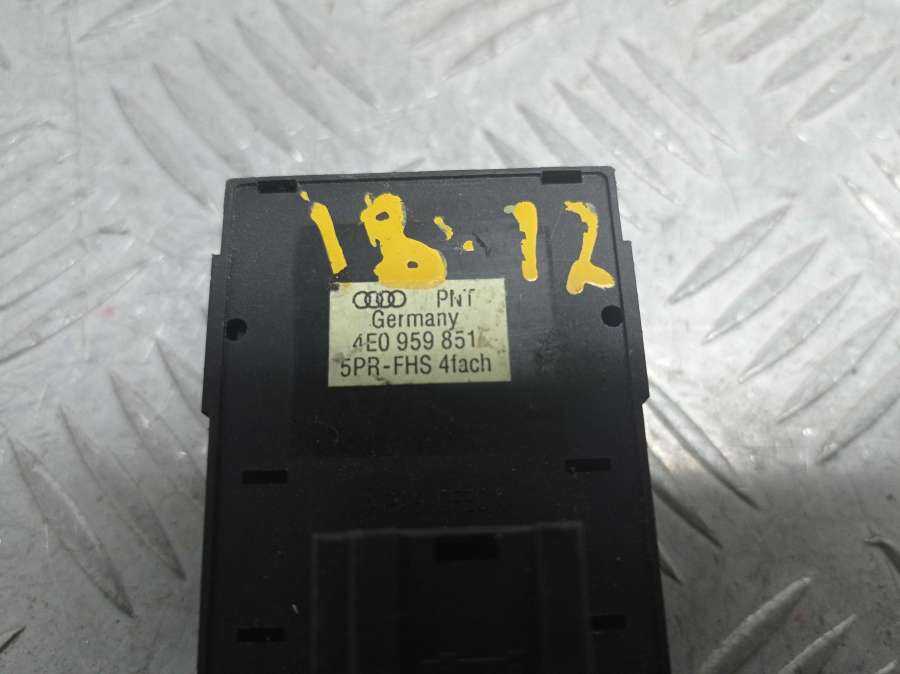 18.12
PNT
Germany
4E0 959 851
5PR-FHS 4fach